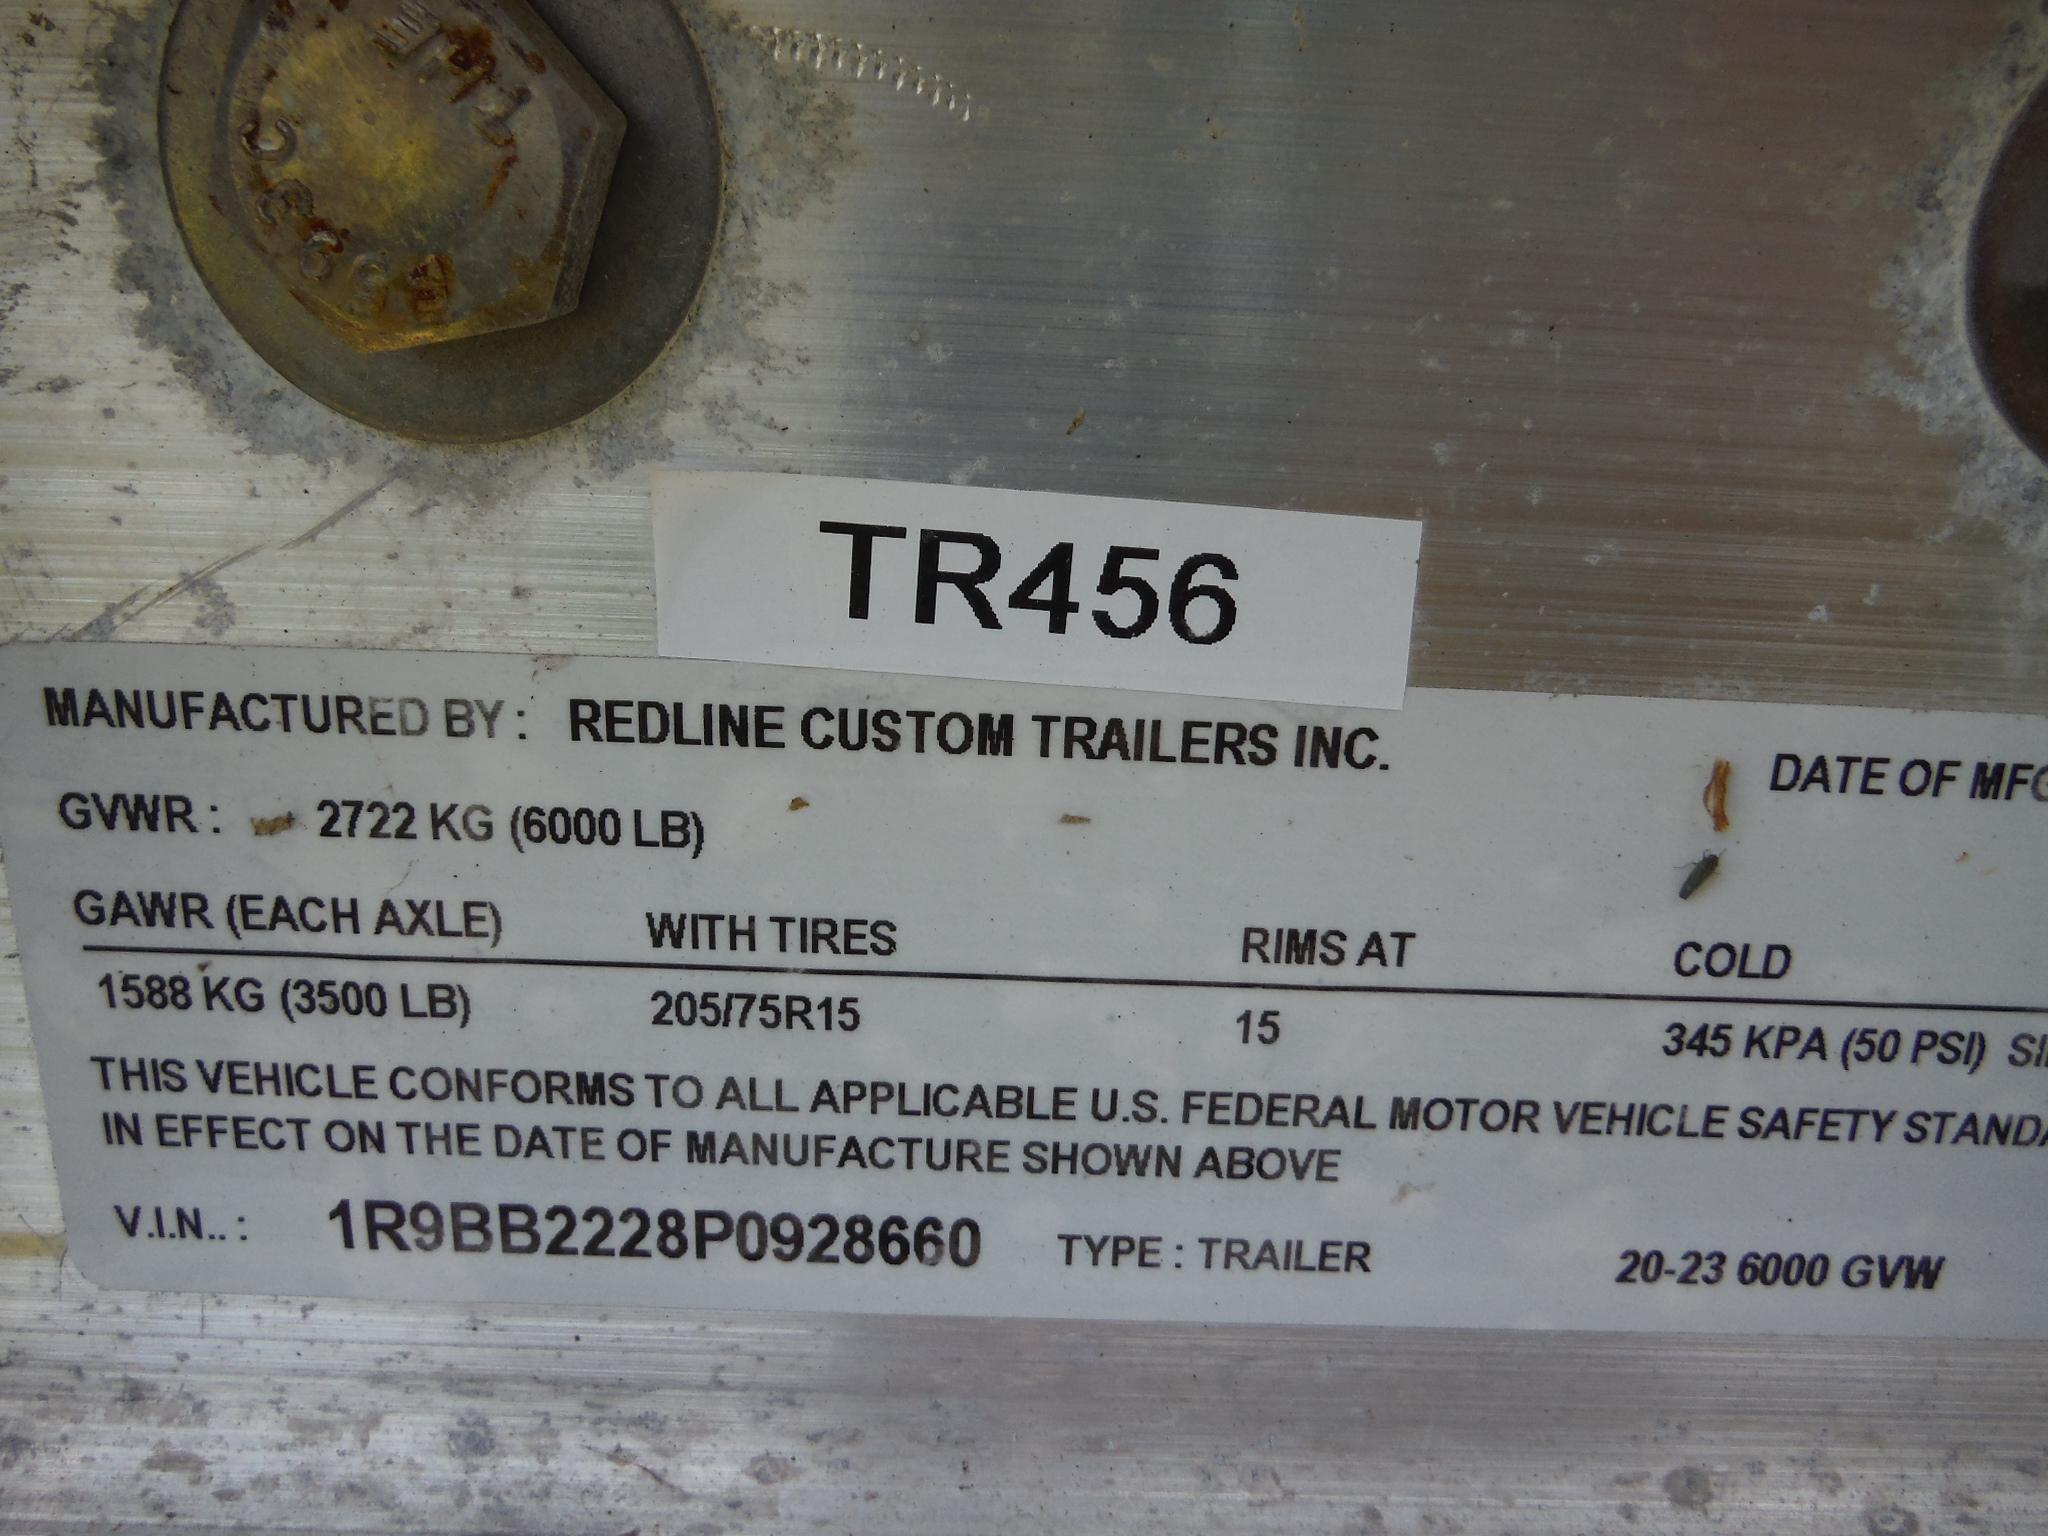 TR456
MANUFACTURED BY : REDLINE CUSTOM TRAILERS INC. DATE OF MFG
GVWR : 2722 KG (6000 LB)
GAWR (EACH AXLE) WITH TIRES RIMS AT COLD
1588 KG (3500 LB) 205/75R15 15 345 KPA (50 PSI)
THIS VEHICLE CONFORMS TO ALL APPLICABLE U.S. FEDERAL MOTOR VEHICLE SAFETY
IN EFFECT ON THE DATE OF MANUFACTURE SHOWN ABOVE
V.I.N.. : 1R9BB2228P0928660 TYPE : TRAILER 20-23 6000 GVW